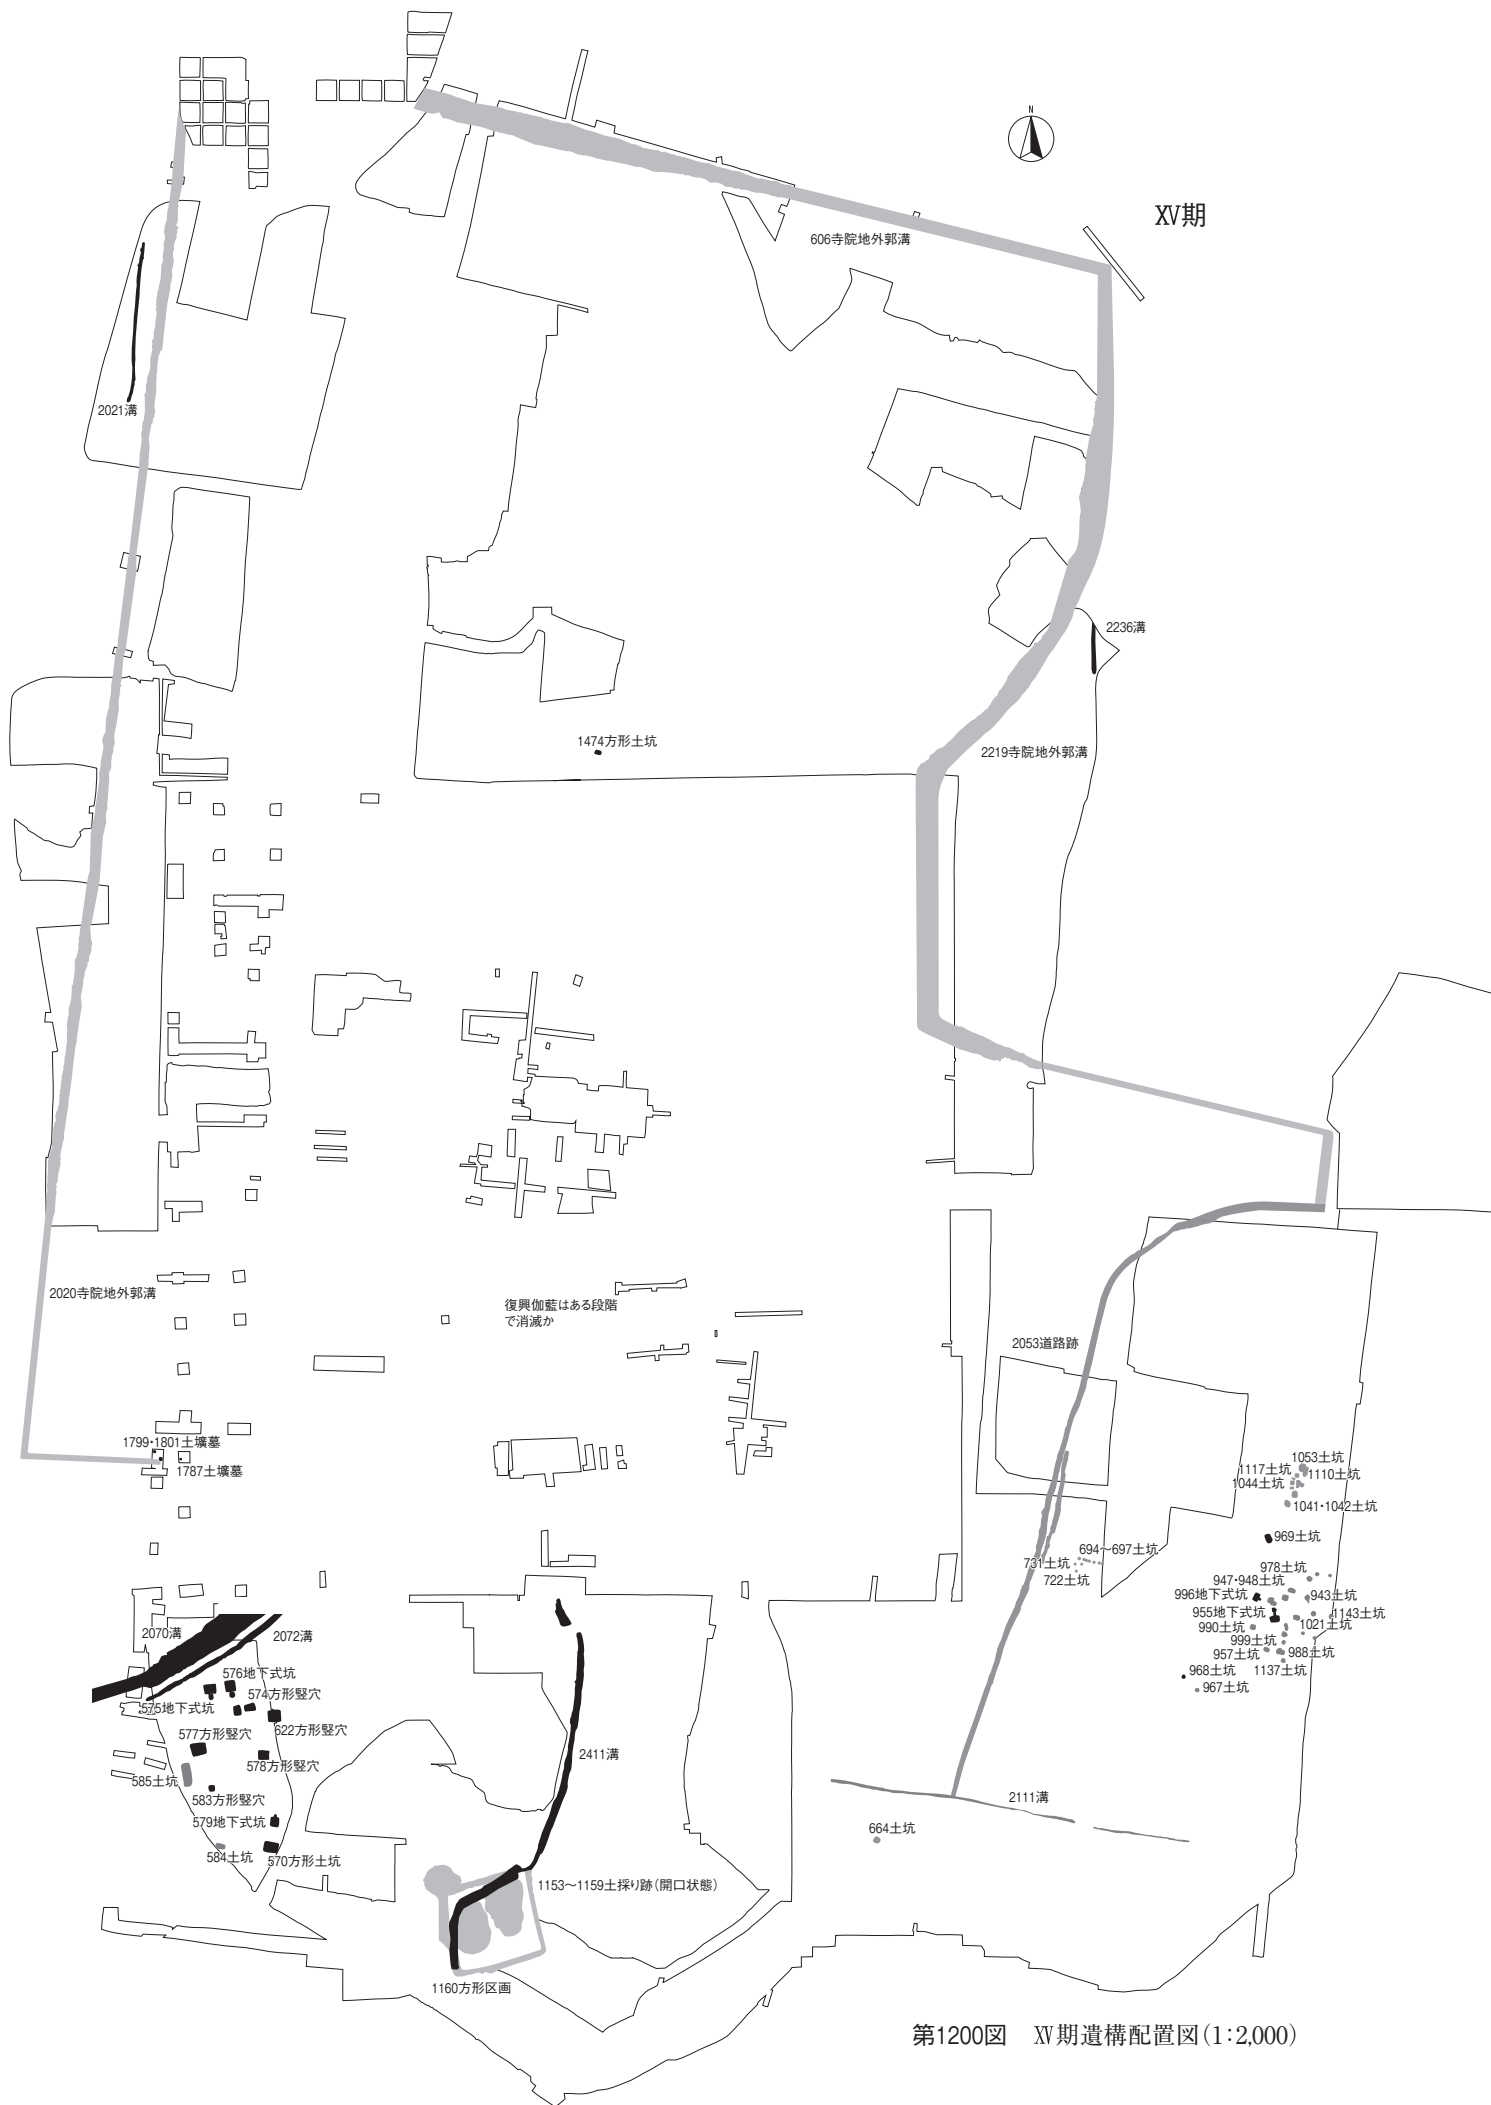 N
XV期
606寺院地外郭溝
2021溝
2236溝
1474方形土坑
2219寺院地外郭溝
2020寺院地外郭溝
復興伽藍はある段階
で消滅か
2053道路跡
1799・1801土壙墓
1787土壙墓
1053土坑
1117土坑
1110土坑
1044土坑
1041・1042土坑
969土坑
694～697土坑
731土坑
722土坑
978土坑
947・948土坑
996地下式坑
943土坑
955地下式坑
1143土坑
990土坑
1021土坑
999土坑
957土坑
988土坑
968土坑
1137土坑
967土坑
2070溝
2072溝
576地下式坑
575地下式坑
574方形竪穴
622方形竪穴
577方形竪穴
578方形竪穴
585土坑
583方形竪穴
579地下式坑
584土坑
570方形土坑
2411溝
2111溝
664土坑
1153～1159土採り跡（開口状態）
1160方形区画
第1200図　XV期遺構配置図（1：2,000）